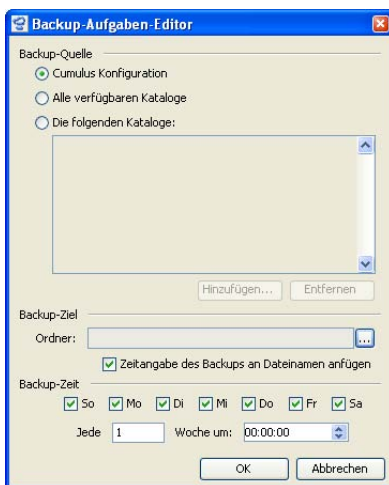 Backup-Aufgaben-Editor
Backup-Quelle
Cumulus Konfiguration
Alle verfügbaren Kataloge
Die folgenden Kataloge:
Hinzufügen... Entfernen
Backup-Ziel
Ordner: ...
Zeitangabe des Backups an Dateinamen anfügen
Backup-Zeit
So Mo Di Mi Do Fr Sa
Jede 1 Woche um: 00:00:00
OK Abbrechen